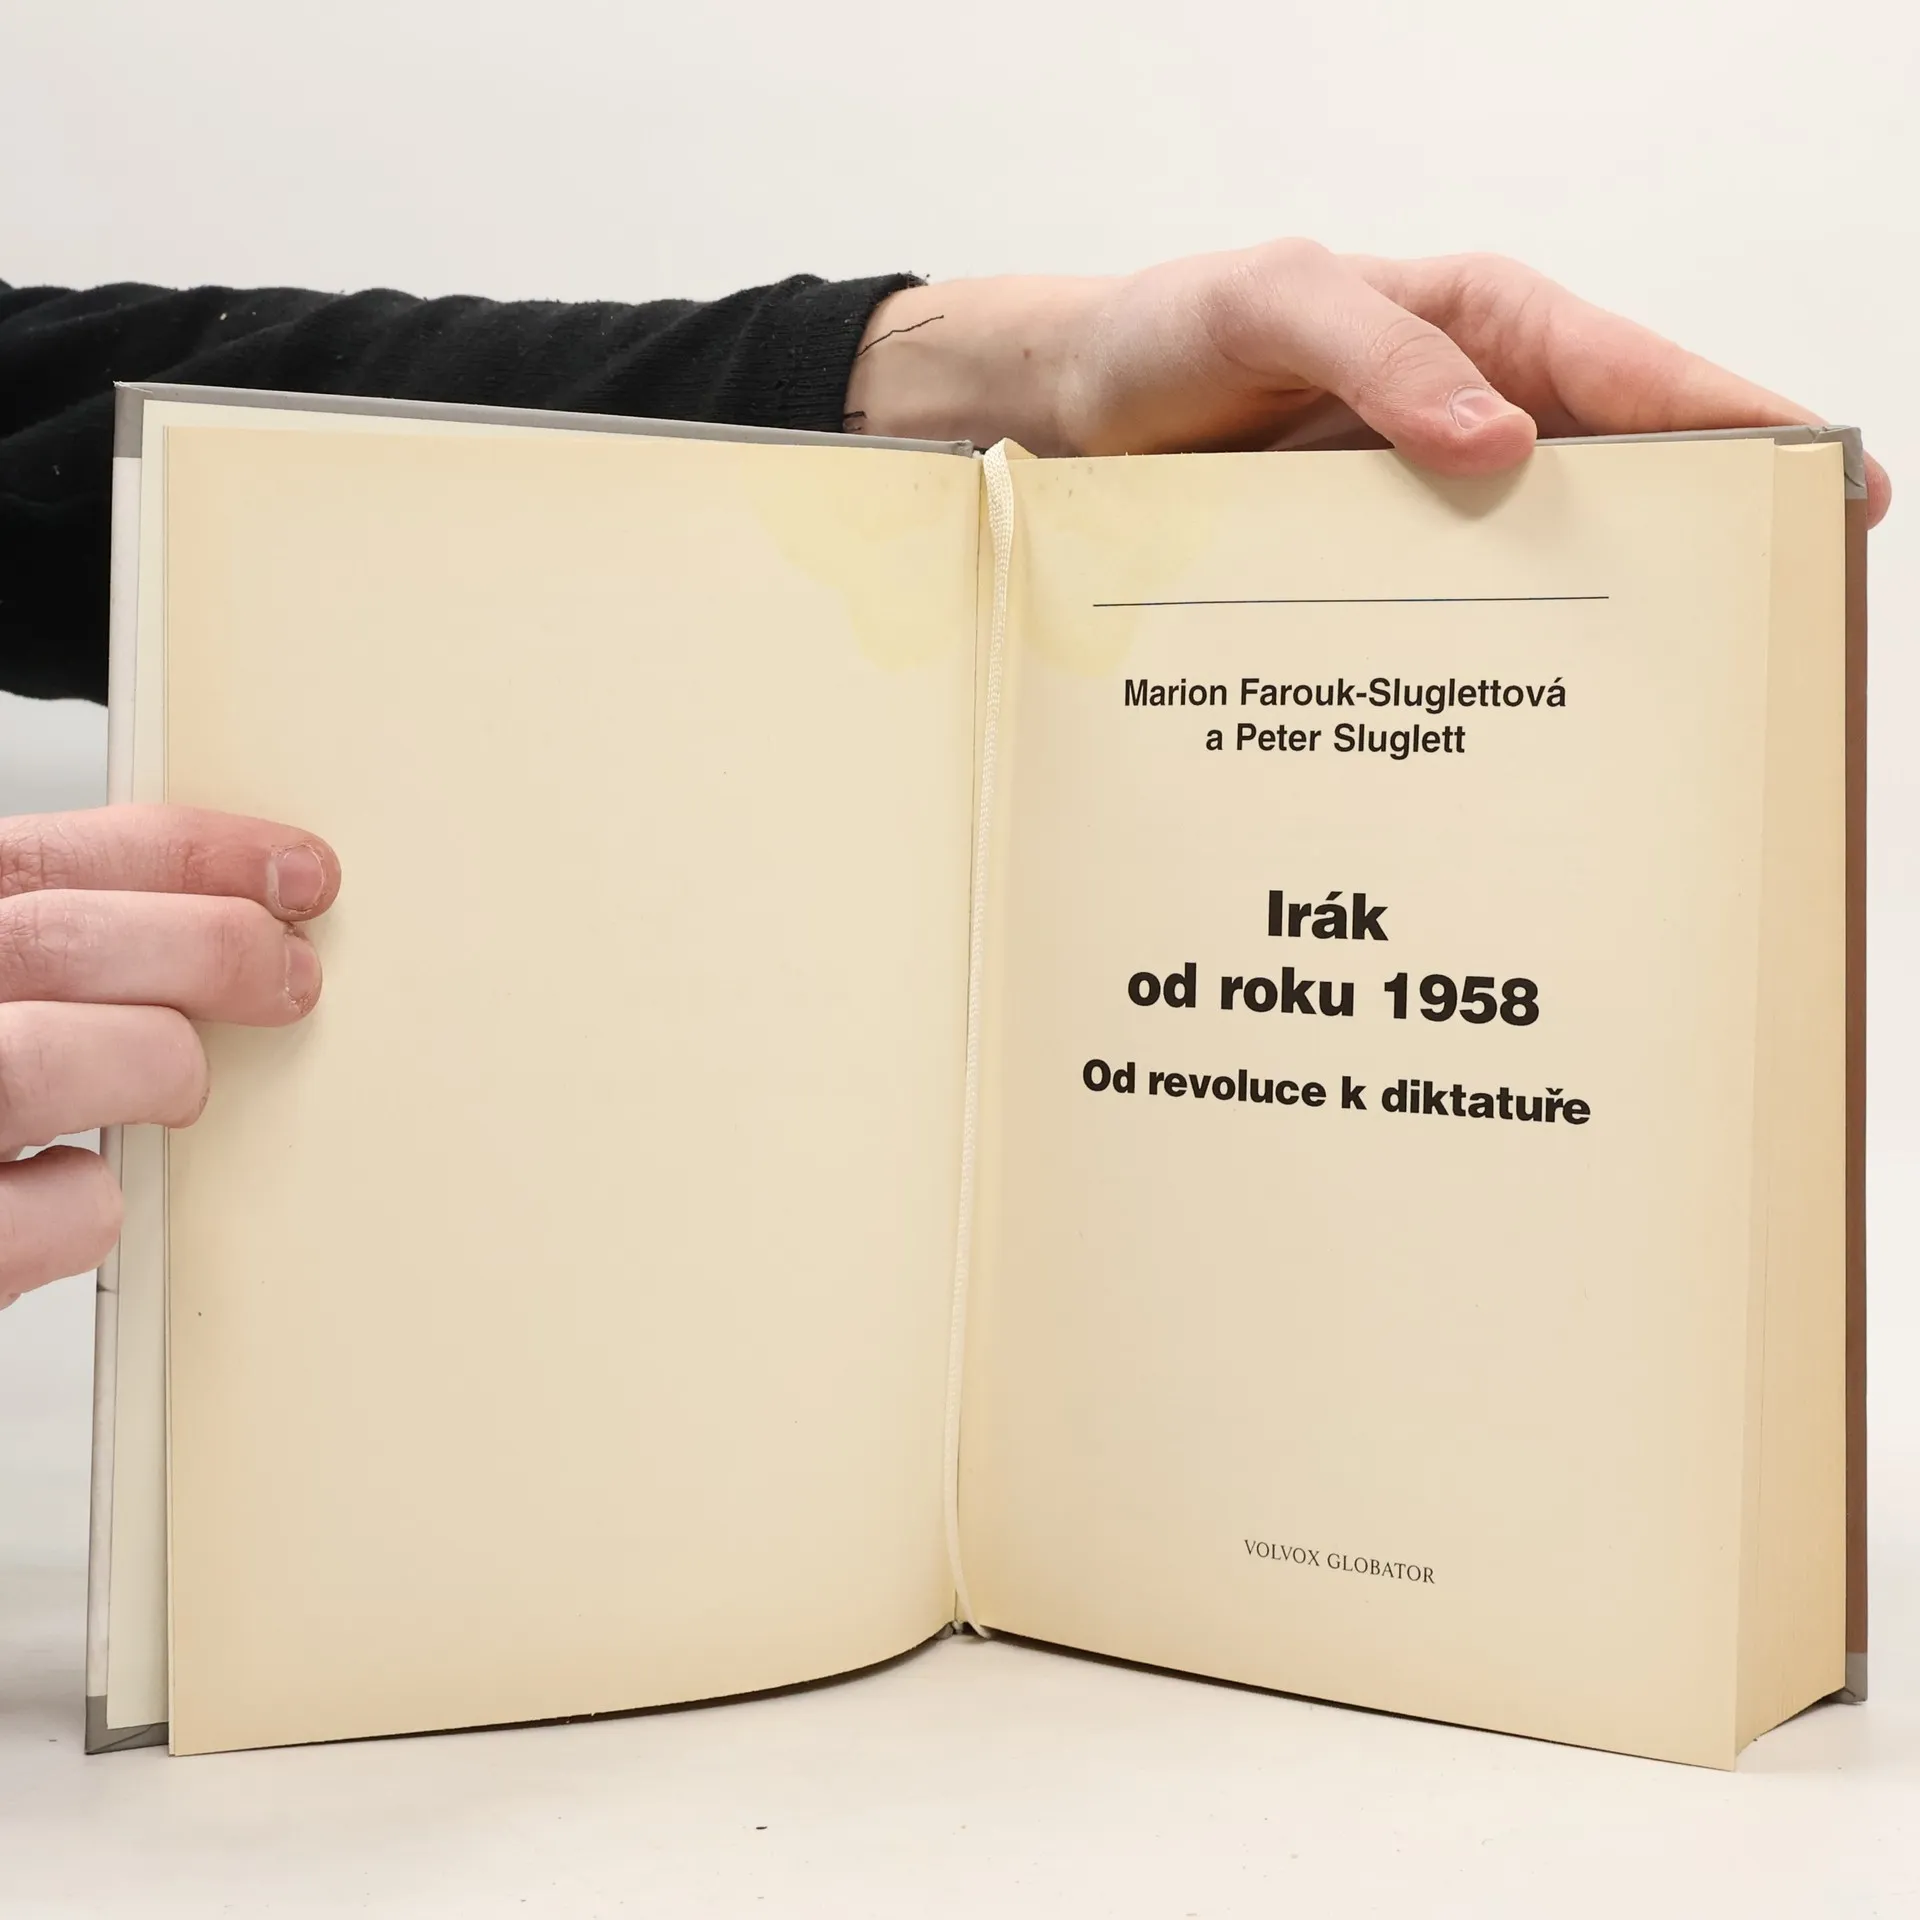 Marion Farouk-Sluglettová
a Peter Sluglett
Irák
od roku 1958
Od revoluce k diktatuře
VOLVOX GLOBATOR